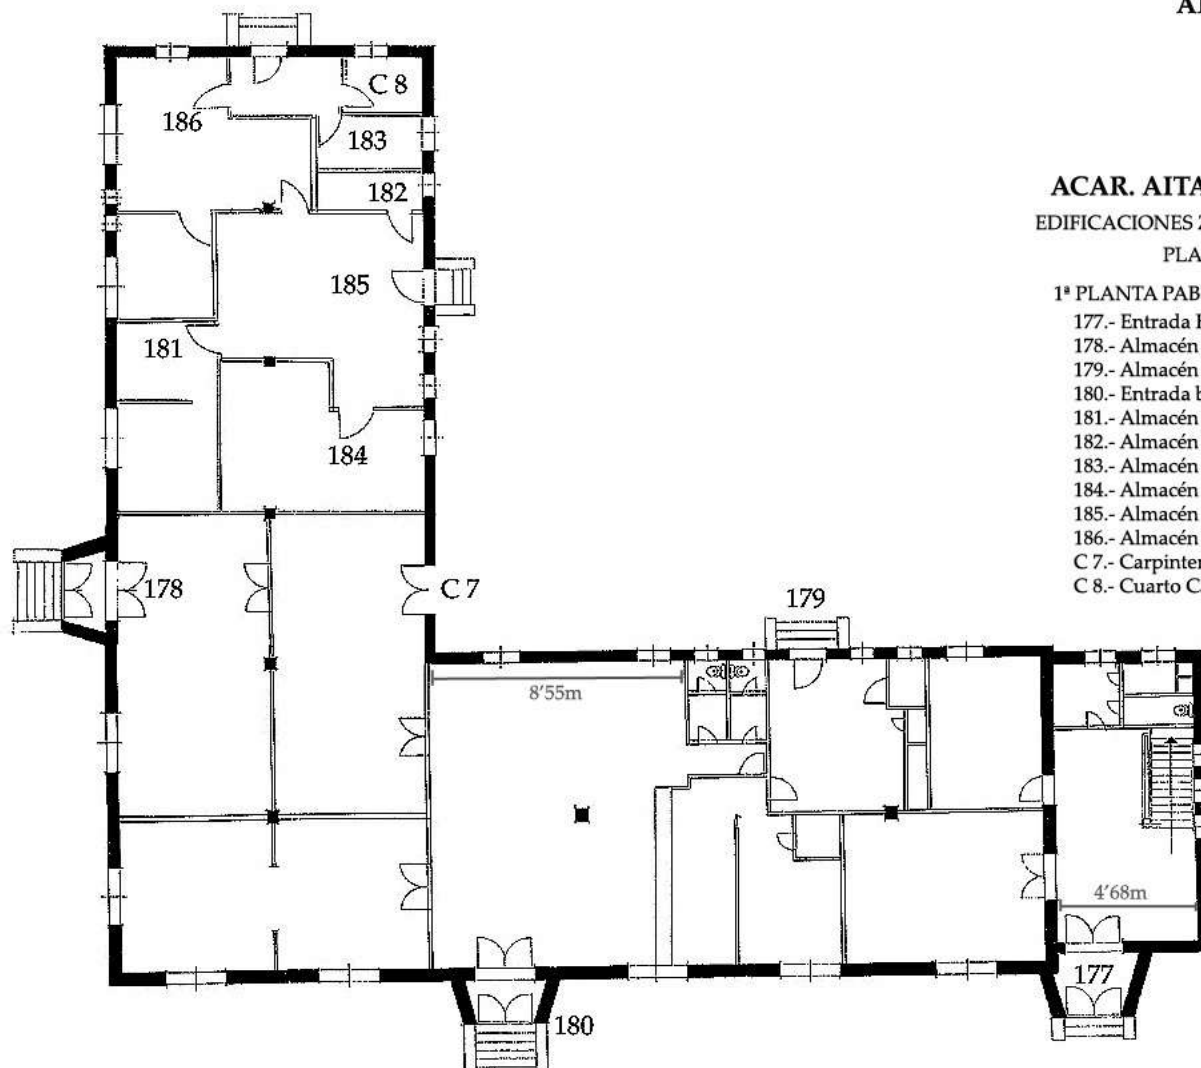 ACAR. AITA
EDIFICACIONES
PLA
1ª PLANTA PAB
177.- Entrada
178.- Almacén
179.- Almacén
180.- Entrada
181.- Almacén
182.- Almacén
183.- Almacén
184.- Almacén
185.- Almacén
186.- Almacén
C 7.- Carpinter
C 8.- Cuarto C
C 8
186
183
182
185
181
184
178
C 7
179
8'55m
4'68m
177
180